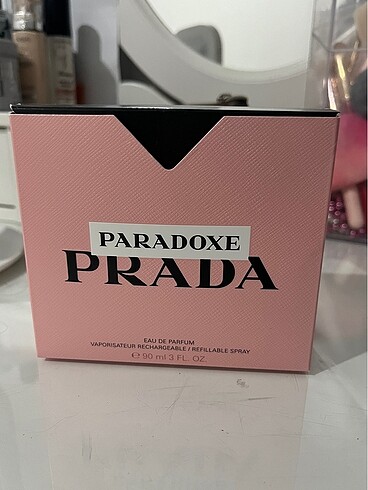 PARADOXE
PRADA
EAU DE PARFUM
VAPORISATEUR RECHARGEABLE / REFILLABLE SPRAY
℮ 90 ml 3 FL. OZ.